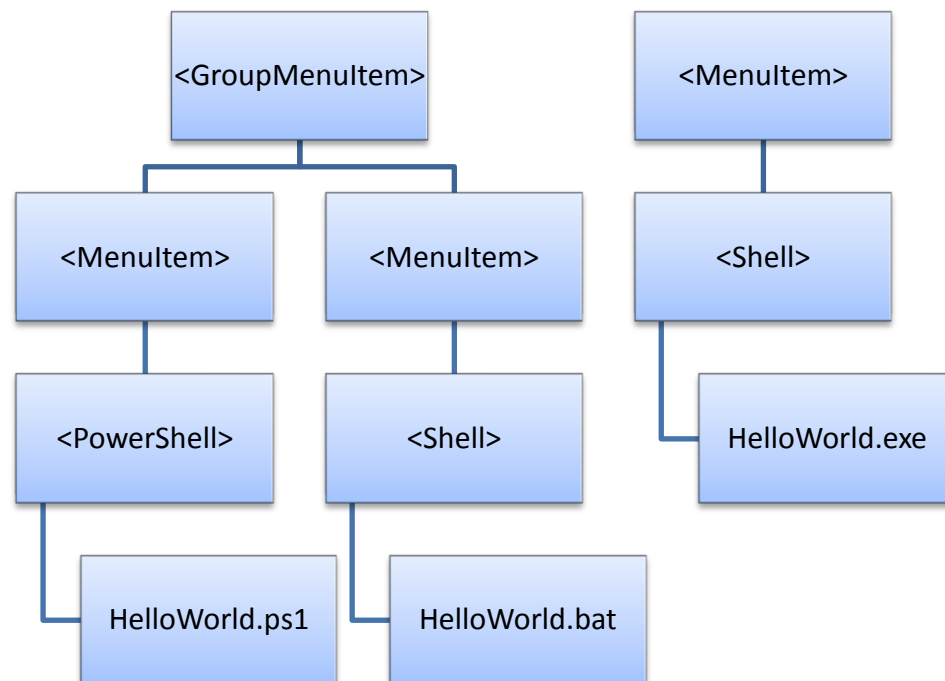 <GroupMenuItem>
<MenuItem>
<MenuItem>
<MenuItem>
<Shell>
<PowerShell>
<Shell>
HelloWorld.exe
HelloWorld.ps1
HelloWorld.bat